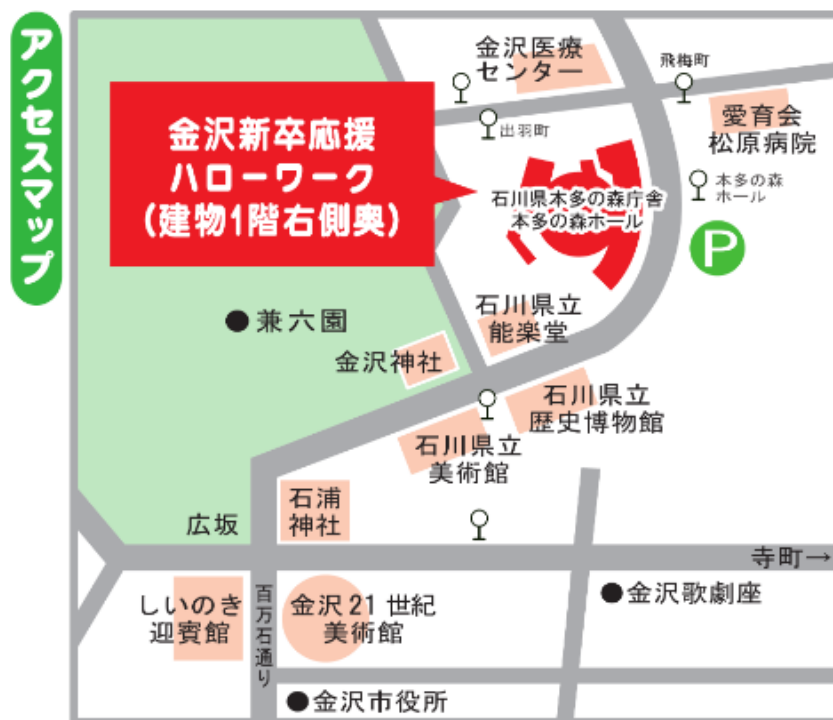 アクセスマップ
金沢医療
センター
飛梅町
出羽町
愛育会
松原病院
金沢新卒応援
ハローワーク
(建物1階右側奥)
石川県本多の森庁舎
本多の森ホール
本多の森
ホール
P
兼六園
石川県立
能楽堂
金沢神社
石川県立
歴史博物館
石川県立
美術館
石浦
神社
広坂
寺町→
しいのき
迎賓館
百万石通り
金沢21世紀
美術館
金沢歌劇座
金沢市役所